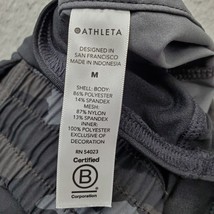 ATHLETA
DESIGNED IN
SAN FRANCISCO
MADE IN INDONESIA
M
SHELL: BODY:
86% POLYESTER
14% SPANDEX
MESH:
87% NYLON
13% SPANDEX
INNER:
100% POLYESTER
EXCLUSIVE OF
DECORATION
RN 54023
Certified
B
Corporation